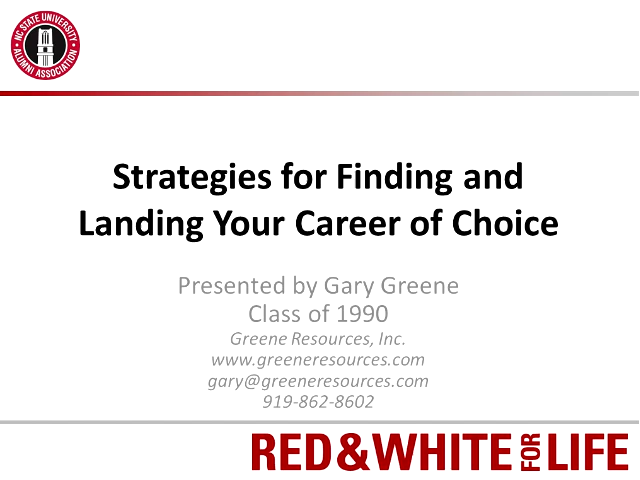 NC STATE UNIVERSITY
ALUMNI ASSOCIATION
Strategies for Finding and
Landing Your Career of Choice
Presented by Gary Greene
Class of 1990
Greene Resources, Inc.
www.greeneresources.com
gary@greeneresources.com
919-862-8602
RED&WHITE FOR LIFE